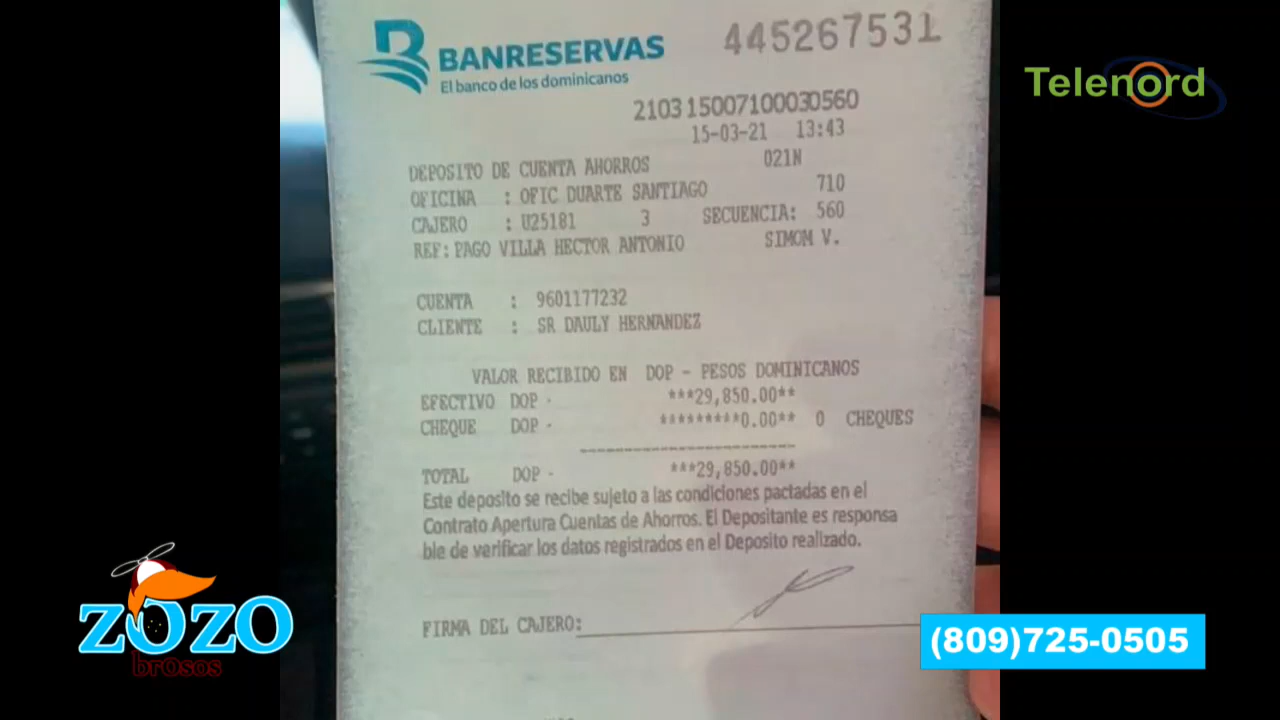 BANRESERVAS
El banco de los dominicanos
445267531
210315007100030560
15-03-21 13:43
DEPOSITO DE CUENTA AHORROS 021N
OFICINA : OFIC DUARTE SANTIAGO 710
CAJERO : U25181 3 SECUENCIA: 560
REF: PAGO VILLA HECTOR ANTONIO SIMOM V.
CUENTA : 9601177232
CLIENTE : SR DAULY HERNANDEZ
VALOR RECIBIDO EN DOP - PESOS DOMINICANOS
EFECTIVO DOP - ***29,850.00**
CHEQUE DOP - *********0.00** 0 CHEQUES
TOTAL DOP - ***29,850.00**
Este deposito se recibe sujeto a las condiciones pactadas en el
Contrato Apertura Cuentas de Ahorros. El Depositante es responsa
ble de verificar los datos registrados en el Deposito realizado.
FIRMA DEL CAJERO:
Telenord
zOzO
brOsos
(809)725-0505